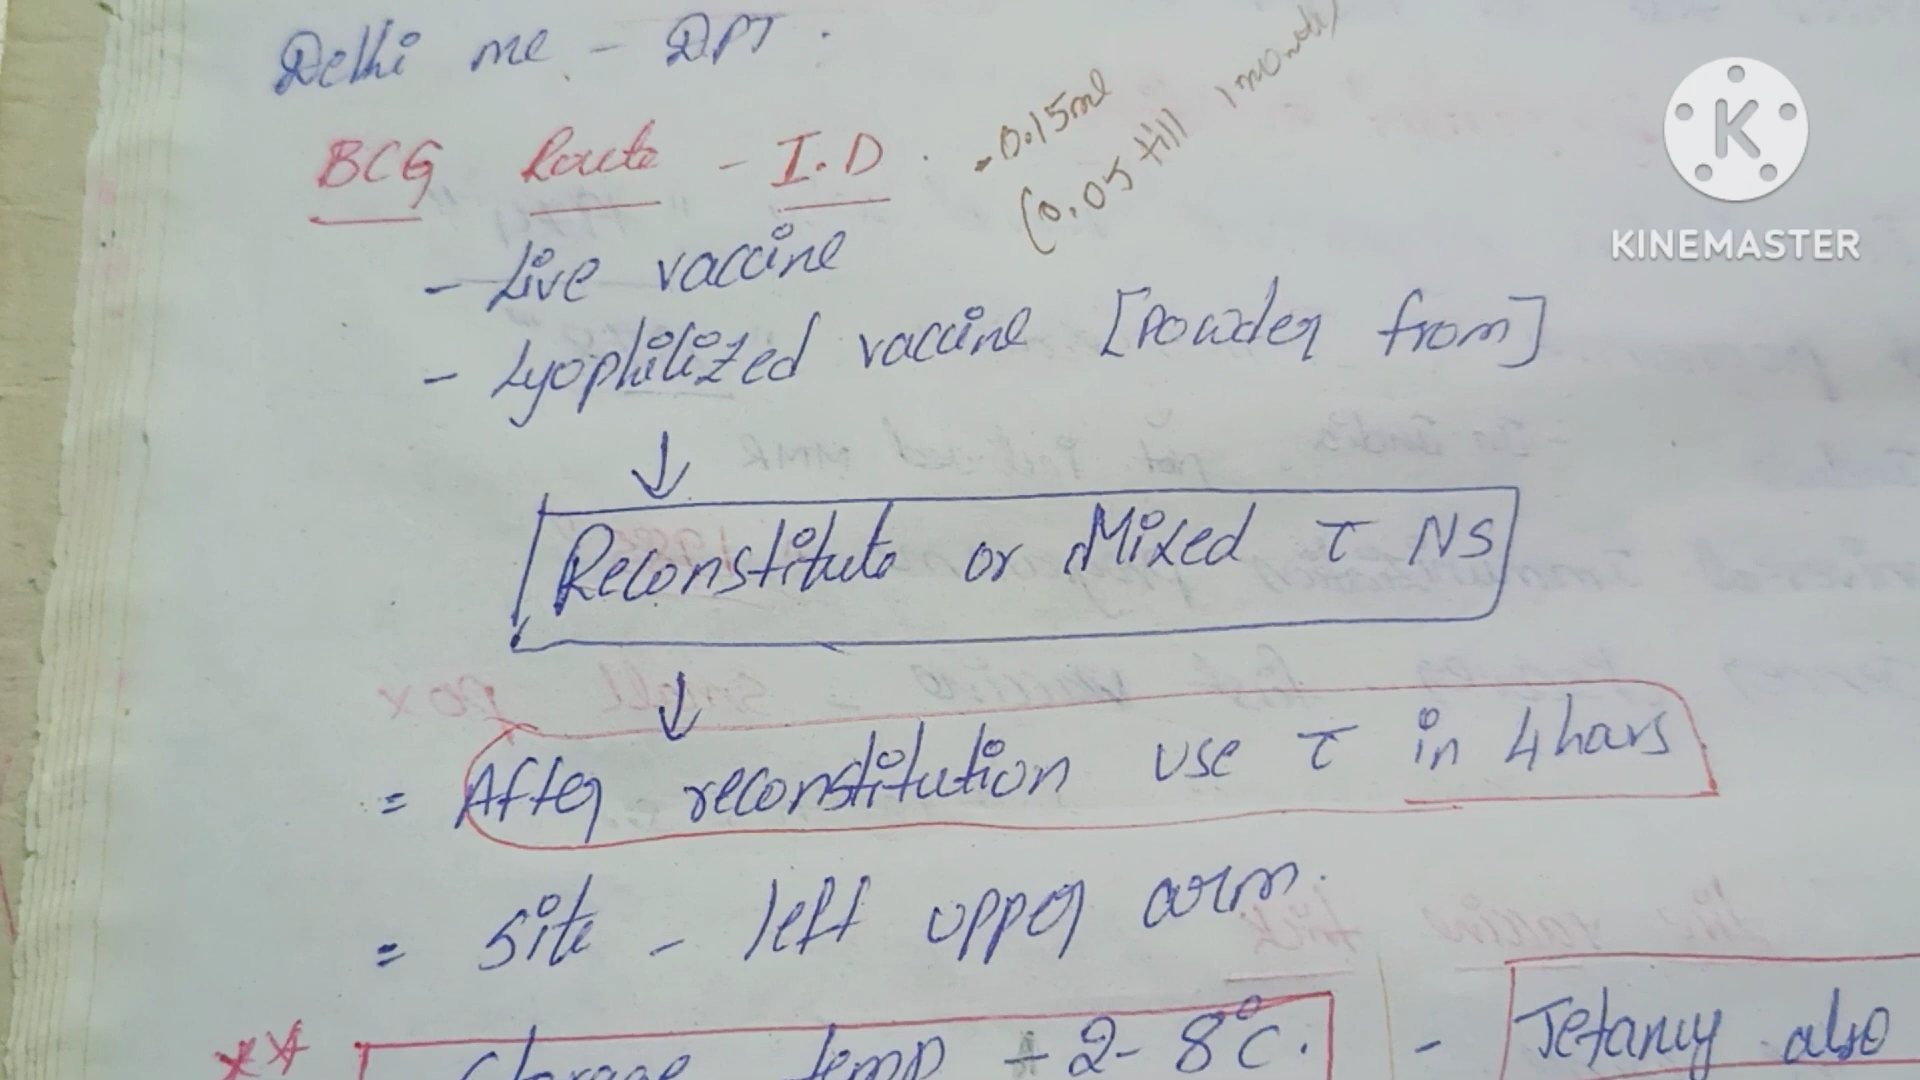 Delhi me - DPT.
BCG Route - I.D. - 0.15ml
(0.05 till 1 month)
- Live vaccine
- Lyophilized vaccine [Powder from]
Reconstitute or Mixed c̄ NS
= After reconstitution use c̄ in 4 hars
= Site - left upper arm.
Storage temp + 2- 8°C.
- Tetany also
KINEMASTER